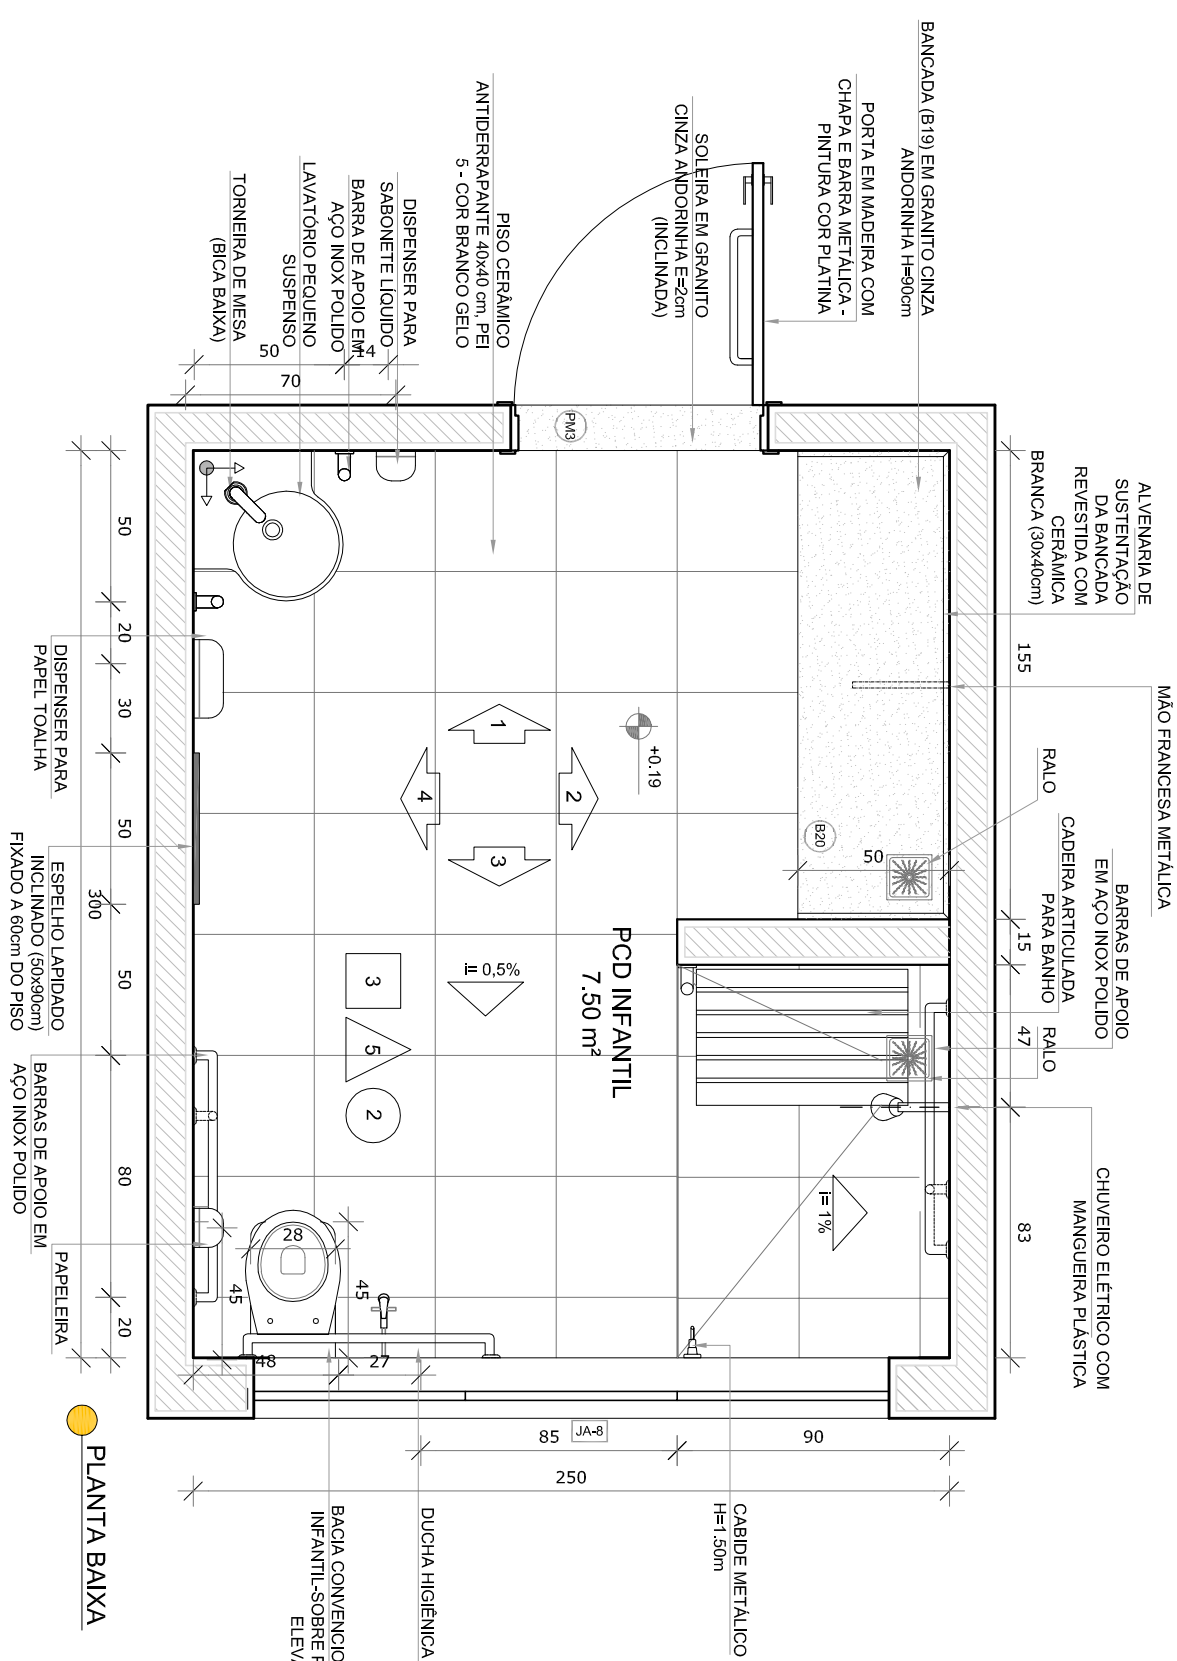 BANCADA (B19) EM GRANITO CINZA
ANDORINHA H=90cm
PORTA EM MADEIRA COM
CHAPA E BARRA METÁLICA -
PINTURA COR PLATINA
SOLEIRA EM GRANITO
CINZA ANDORINHA E=2cm
(INCLINADA)
PISO CERÂMICO
ANTIDERRAPANTE 40x40 cm, PEI
5 - COR BRANCO GELO
DISPENSER PARA
SABONETE LÍQUIDO
BARRA DE APOIO EM
AÇO INOX POLIDO
LAVATÓRIO PEQUENO
SUSPENSO
TORNEIRA DE MESA
(BICA BAIXA)
50
14
70
PM3
ALVENARIA DE
SUSTENTAÇÃO
DA BANCADA
REVESTIDA COM
CERÂMICA
BRANCA (30x40cm)
155
MÃO FRANCESA METÁLICA
RALO
CADEIRA ARTICULADA
PARA BANHO
BARRAS DE APOIO
EM AÇO INOX POLIDO
15
RALO
47
CHUVEIRO ELÉTRICO COM
MANGUEIRA PLÁSTICA
83
B20
50
+0.19
1
2
3
4
PCD INFANTIL
7.50 m²
i= 0,5%
3
5
2
i= 1%
28
45
45
48
27
50
20
30
50
50
80
20
300
DISPENSER PARA
PAPEL TOALHA
ESPELHO LAPIDADO
INCLINADO (50x90cm)
FIXADO A 60cm DO PISO
BARRAS DE APOIO EM
AÇO INOX POLIDO
PAPELEIRA
85
JA-8
90
250
CABIDE METÁLICO
H=1.50m
DUCHA HIGIÊNICA
BACIA CONVENCIO
INFANTIL-SOBRE
ELEV
PLANTA BAIXA